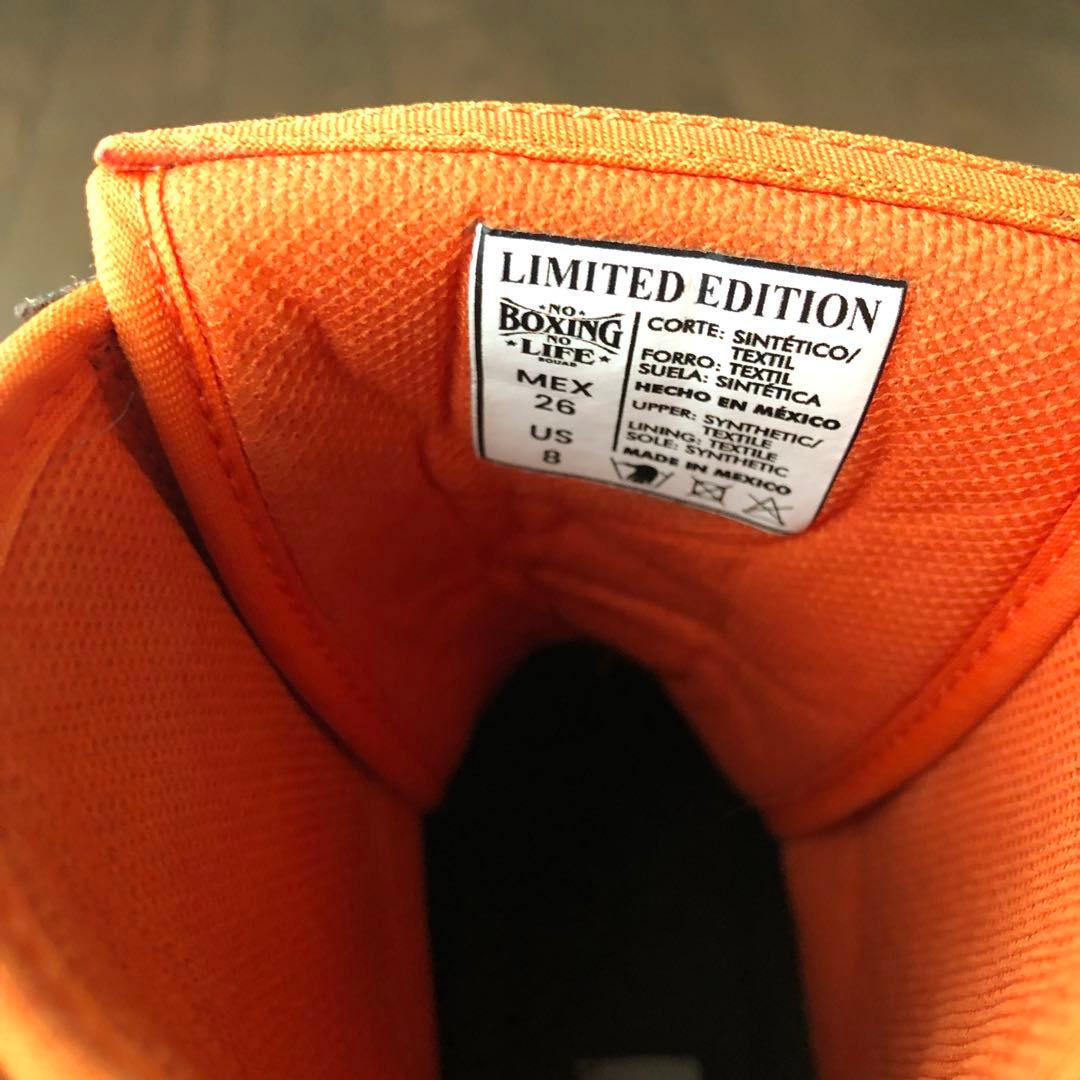 LIMITED EDITION
NO
BOXING
NO
LIFE
SQUAD
MEX
26
US
8
CORTE: SINTÉTICO/
TEXTIL
FORRO: TEXTIL
SUELA: SINTÉTICA
HECHO EN MÉXICO
UPPER: SYNTHETIC/
TEXTILE
LINING: TEXTILE
SOLE: SYNTHETIC
MADE IN MEXICO